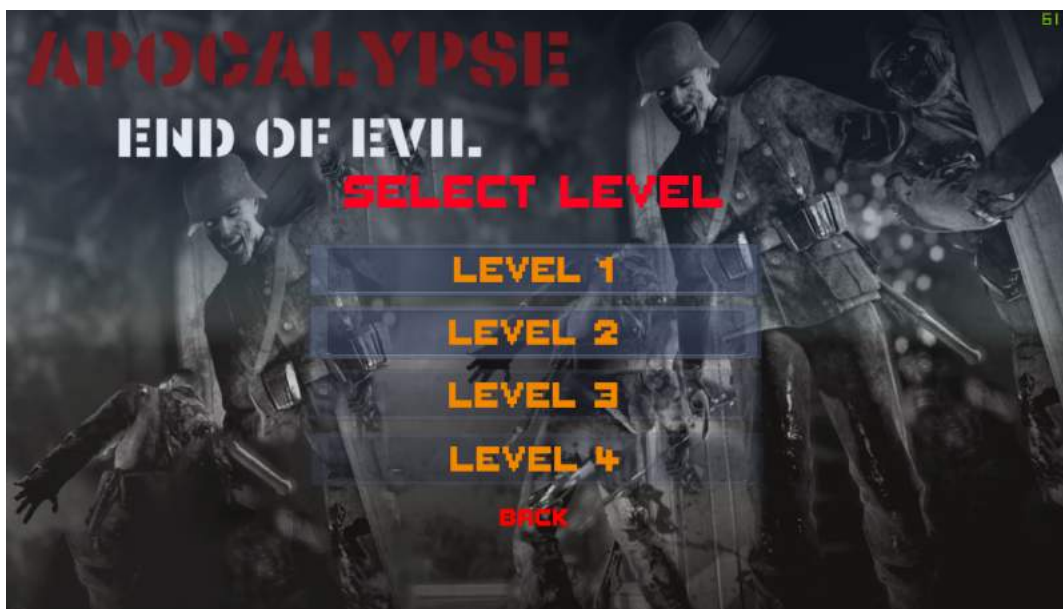 61
APOCALYPSE
END OF EVIL
SELECT LEVEL
LEVEL 1
LEVEL 2
LEVEL 3
LEVEL 4
BACK